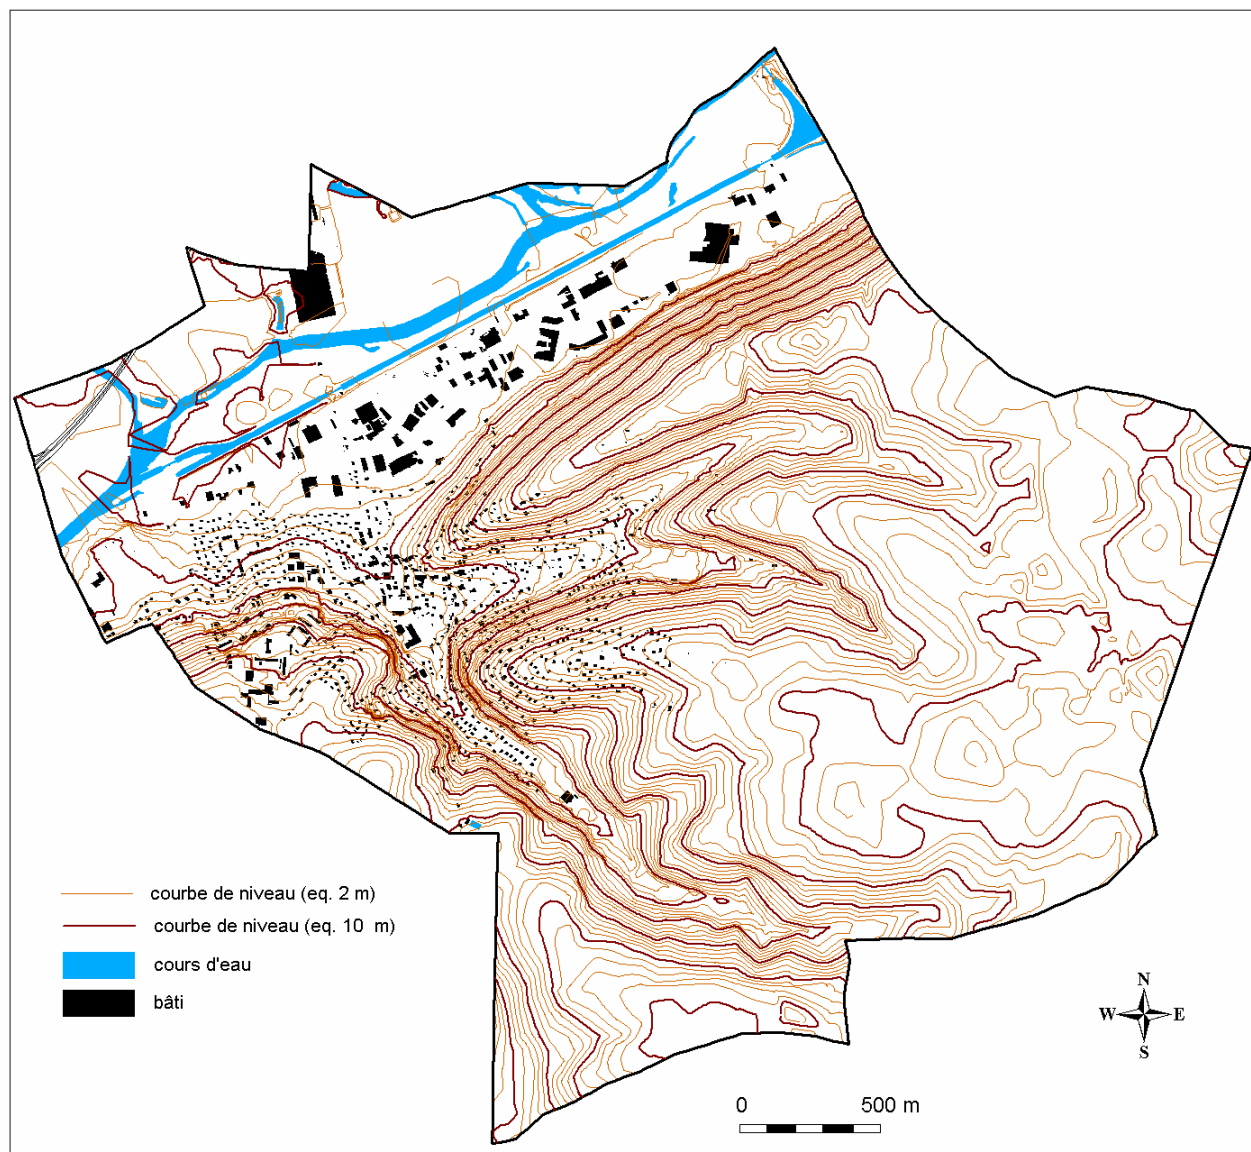 courbe de niveau (eq. 2 m)
courbe de niveau (eq. 10 m)
cours d'eau
bâti
N
W E
S
0 500 m